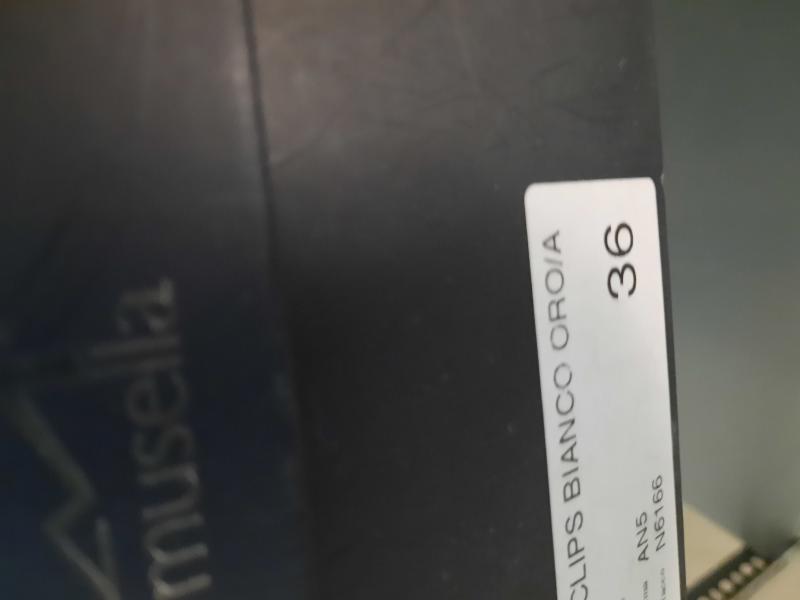 musella
CLIPS BIANCO ORO/A
36
AN5
N6166